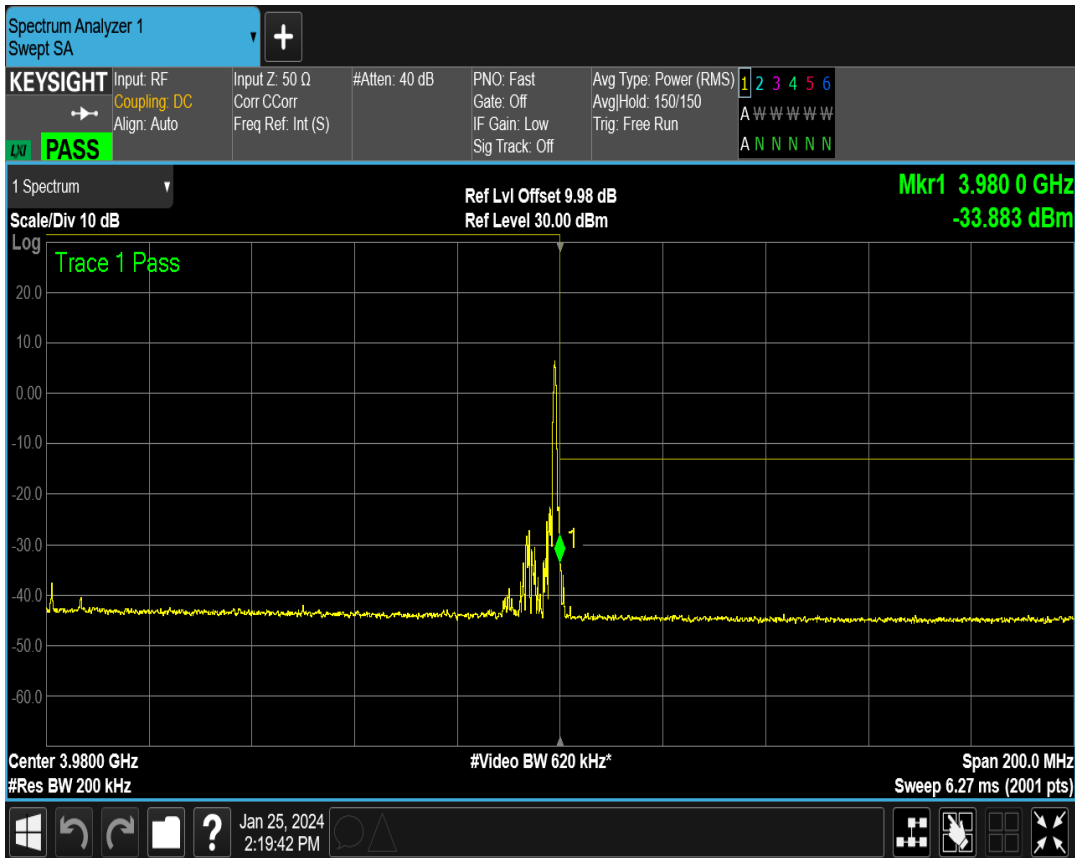 Spectrum Analyzer 1
Swept SA
+
KEYSIGHT
LXI PASS
Input: RF
Coupling: DC
Align: Auto
Input Z: 50 Ω
Corr CCorr
Freq Ref: Int (S)
#Atten: 40 dB
PNO: Fast
Gate: Off
IF Gain: Low
Sig Track: Off
Avg Type: Power (RMS)
Avg|Hold: 150/150
Trig: Free Run
1 2 3 4 5 6
A W W W W W
A N N N N N
1 Spectrum
Scale/Div 10 dB
Ref Lvl Offset 9.98 dB
Ref Level 30.00 dBm
Mkr1 3.980 0 GHz
-33.883 dBm
Log
Trace 1 Pass
20.0
10.0
0.00
-10.0
-20.0
-30.0
-40.0
-50.0
-60.0
1
Center 3.9800 GHz
#Res BW 200 kHz
#Video BW 620 kHz*
Span 200.0 MHz
Sweep 6.27 ms (2001 pts)
?
Jan 25, 2024
2:19:42 PM